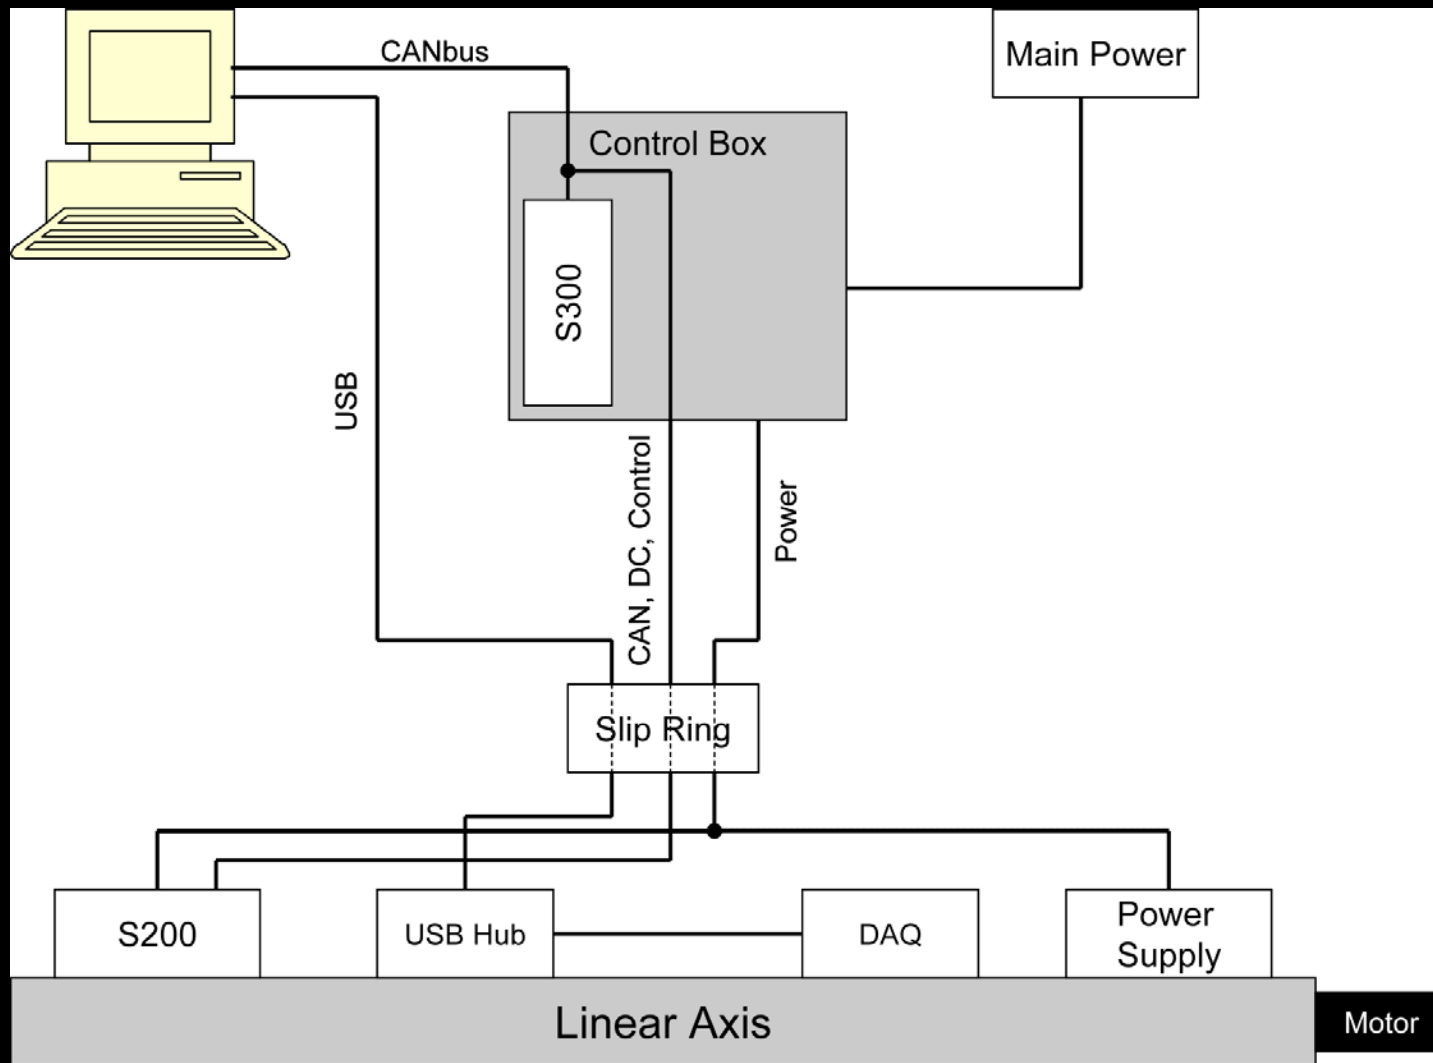 CANbus
Main Power
Control Box
S300
USB
CAN, DC, Control
Power
Slip Ring
S200
USB Hub
DAQ
Power
Supply
Linear Axis
Motor